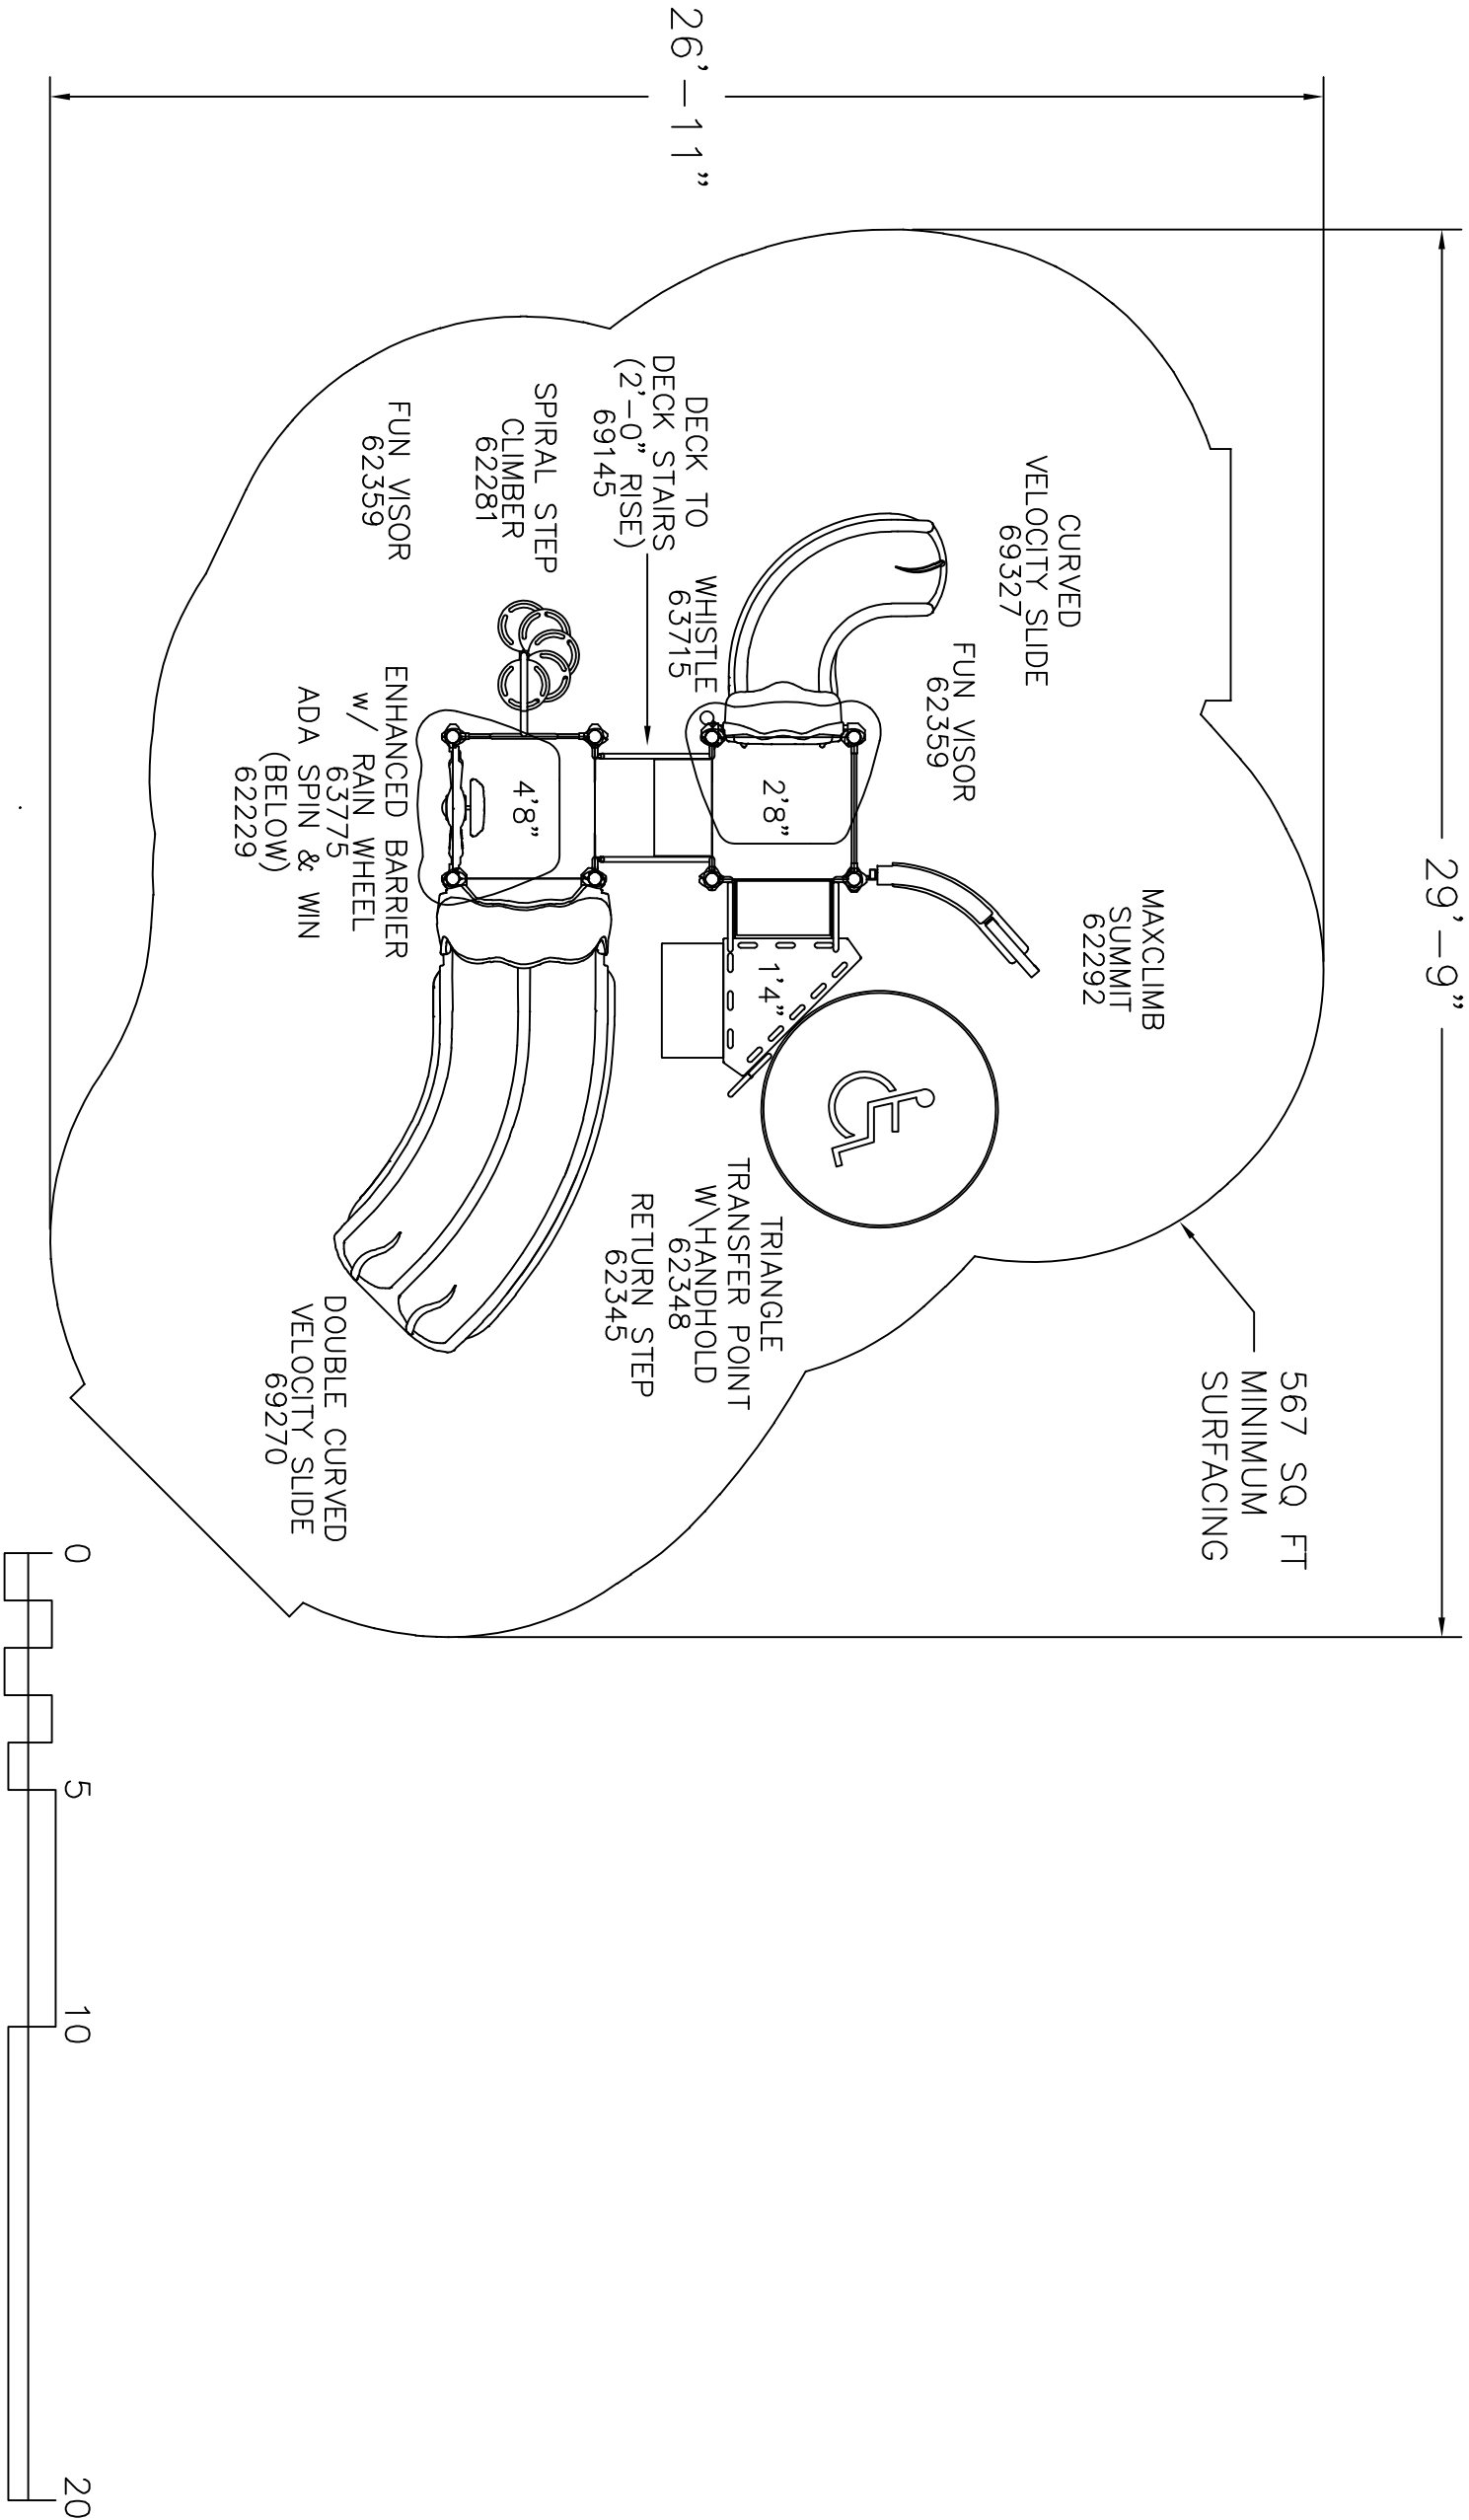 29'-9"
26'-11"
567 SQ FT
MINIMUM
SURFACING
MAXCLIMB
SUMMIT
62292
CURVED
VELOCITY SLIDE
69327
FUN VISOR
62359
WHISTLE
63715
DECK TO
DECK STAIRS
(2'-0" RISE)
69145
SPIRAL STEP
CLIMBER
62281
FUN VISOR
62359
2'8"
1'4"
4'8"
TRIANGLE
TRANSFER POINT
W/HANDHOLD
62348
RETURN STEP
62345
ENHANCED BARRIER
w/ RAIN WHEEL
63775
ADA SPIN & WIN
(BELOW)
62229
DOUBLE CURVED
VELOCITY SLIDE
69270
0 5 10 20